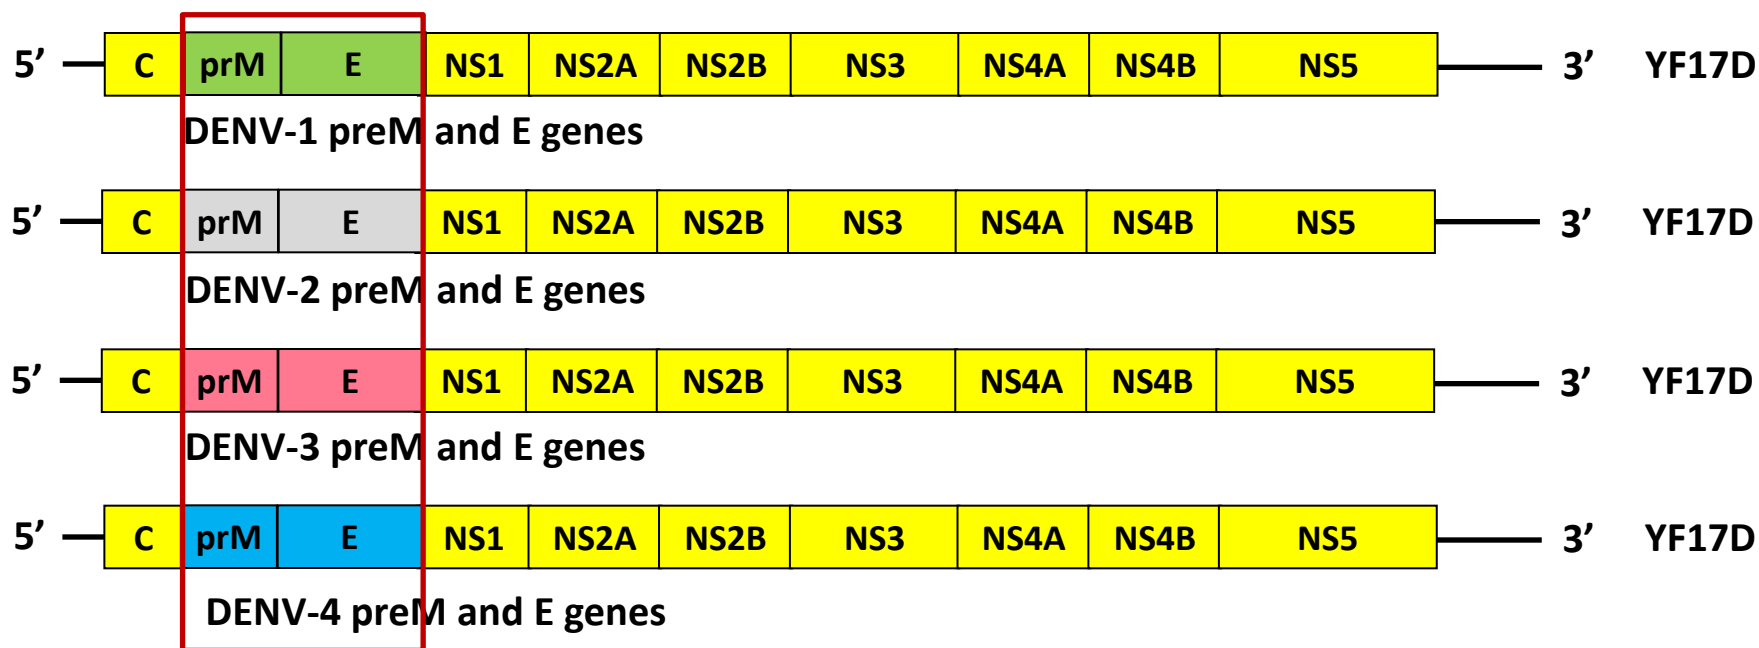 5’ C prM E NS1 NS2A NS2B NS3 NS4A NS4B NS5 3’ YF17D
DENV-1 preM and E genes
5’ C prM E NS1 NS2A NS2B NS3 NS4A NS4B NS5 3’ YF17D
DENV-2 preM and E genes
5’ C prM E NS1 NS2A NS2B NS3 NS4A NS4B NS5 3’ YF17D
DENV-3 preM and E genes
5’ C prM E NS1 NS2A NS2B NS3 NS4A NS4B NS5 3’ YF17D
DENV-4 preM and E genes